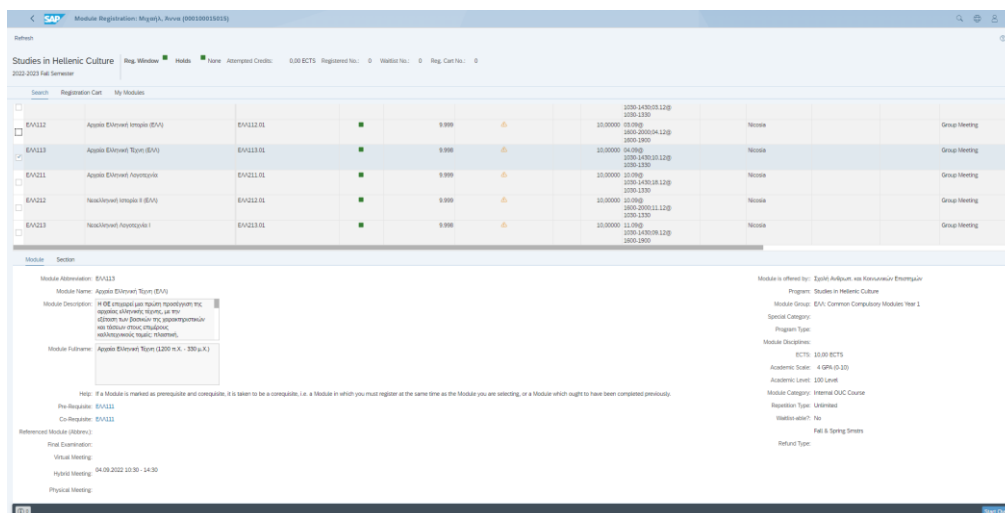 SAP Module Registration: Μιχαήλ, Άννα (000100015015)
Refresh
Studies in Hellenic Culture Reg. Window Holds None Attempted Credits: 0,00 ECTS Registered No.: 0 Waitlist No.: 0 Reg. Cart No.: 0
2022-2023 Fall Semester
Search Registration Cart My Modules
1030-1430;03.12@
1030-1330
ΕΛΛ112 Αρχαία Ελληνική Ιστορία (ΕΛΛ) ΕΛΛ112.01 9.999 10,00000 03.09@ Nicosia Group Meeting
1600-2000;04.12@
1600-1900
ΕΛΛ113 Αρχαία Ελληνική Τέχνη (ΕΛΛ) ΕΛΛ113.01 9.998 10,00000 04.09@ Nicosia Group Meeting
1030-1430;10.12@
1030-1330
ΕΛΛ211 Αρχαία Ελληνική Λογοτεχνία ΕΛΛ211.01 9.999 10,00000 10.09@ Nicosia Group Meeting
1030-1430;18.12@
1030-1330
ΕΛΛ212 Νεοελληνική Ιστορία ΙΙ (ΕΛΛ) ΕΛΛ212.01 9.998 10,00000 10.09@ Nicosia Group Meeting
1600-2000;11.12@
1030-1330
ΕΛΛ213 Νεοελληνική Λογοτεχνία Ι ΕΛΛ213.01 9.998 10,00000 11.09@ Nicosia Group Meeting
1030-1430;09.12@
1600-1900
Module Section
Module Abbreviation: ΕΛΛ113
Module Name: Αρχαία Ελληνική Τέχνη (ΕΛΛ)
Module Description: Η ΘΕ επιχειρεί μια πρώτη προσέγγιση της
αρχαίας ελληνικής τέχνης, με την
εξέταση των βασικών της χαρακτηριστικών
και τάσεων στους επιμέρους
καλλιτεχνικούς τομείς: πλαστική,
Module Fullname: Αρχαία Ελληνική Τέχνη (1200 π.Χ. - 330 μ.Χ.)
Help: If a Module is marked as prerequisite and corequisite, it is taken to be a corequisite, i.e. a Module in which you must register at the same time as the Module you are selecting, or a Module which ought to have been completed previously.
Pre-Requisite: ΕΛΛ111
Co-Requisite: ΕΛΛ111
Referenced Module (Abbrev.):
Final Examination:
Virtual Meeting:
Hybrid Meeting: 04.09.2022 10:30 - 14:30
Physical Meeting:
Module is offered by: Σχολή Ανθρωπ. και Κοινωνικών Επιστημών
Program: Studies in Hellenic Culture
Module Group: ΕΛΛ: Common Compulsory Modules Year 1
Special Category:
Program Type:
Module Disciplines:
ECTS: 10,00 ECTS
Academic Scale: 4 GPA (0-10)
Academic Level: 100 Level
Module Category: Internal OUC Course
Repetition Type: Unlimited
Waitlist-able?: No
Fall & Spring Smstrs
Refund Type: